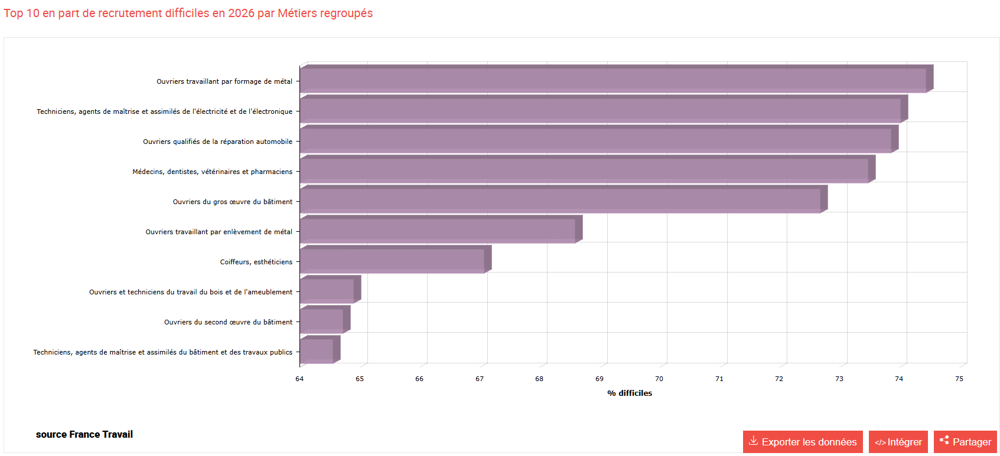 Top 10 en part de recrutement difficiles en 2026 par Métiers regroupés
Ouvriers travaillant par formage de métal
Techniciens, agents de maîtrise et assimilés de l'électricité et de l'électronique
Ouvriers qualifiés de la réparation automobile
Médecins, dentistes, vétérinaires et pharmaciens
Ouvriers du gros œuvre du bâtiment
Ouvriers travaillant par enlèvement de métal
Coiffeurs, esthéticiens
Ouvriers et techniciens du travail du bois et de l'ameublement
Ouvriers du second œuvre du bâtiment
Techniciens, agents de maîtrise et assimilés du bâtiment et des travaux publics
64 65 66 67 68 69 70 71 72 73 74 75
% difficiles
source France Travail
Exporter les données </> Intégrer Partager